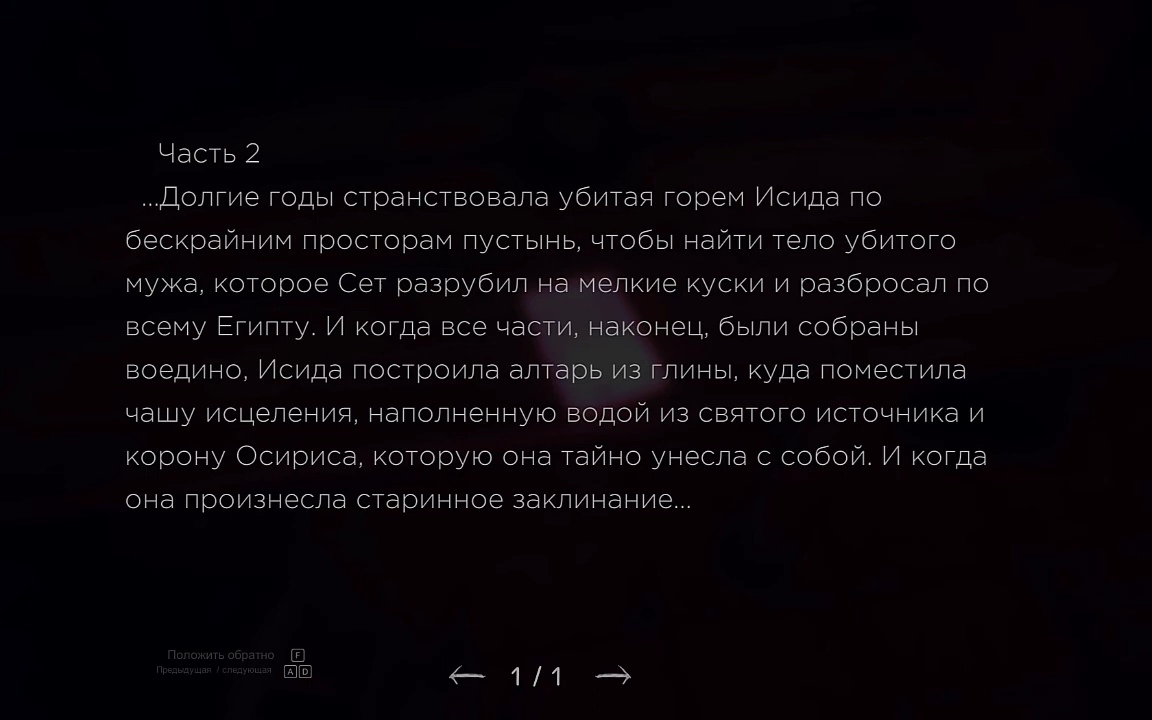 Часть 2
...Долгие годы странствовала убитая горем Исида по
бескрайним просторам пустынь, чтобы найти тело убитого
мужа, которое Сет разрубил на мелкие куски и разбросал по
всему Египту. И когда все части, наконец, были собраны
воедино, Исида построила алтарь из глины, куда поместила
чашу исцеления, наполненную водой из святого источника и
корону Осириса, которую она тайно унесла с собой. И когда
она произнесла старинное заклинание...
Положить обратно F
Предыдущая / следующая A D
1 / 1